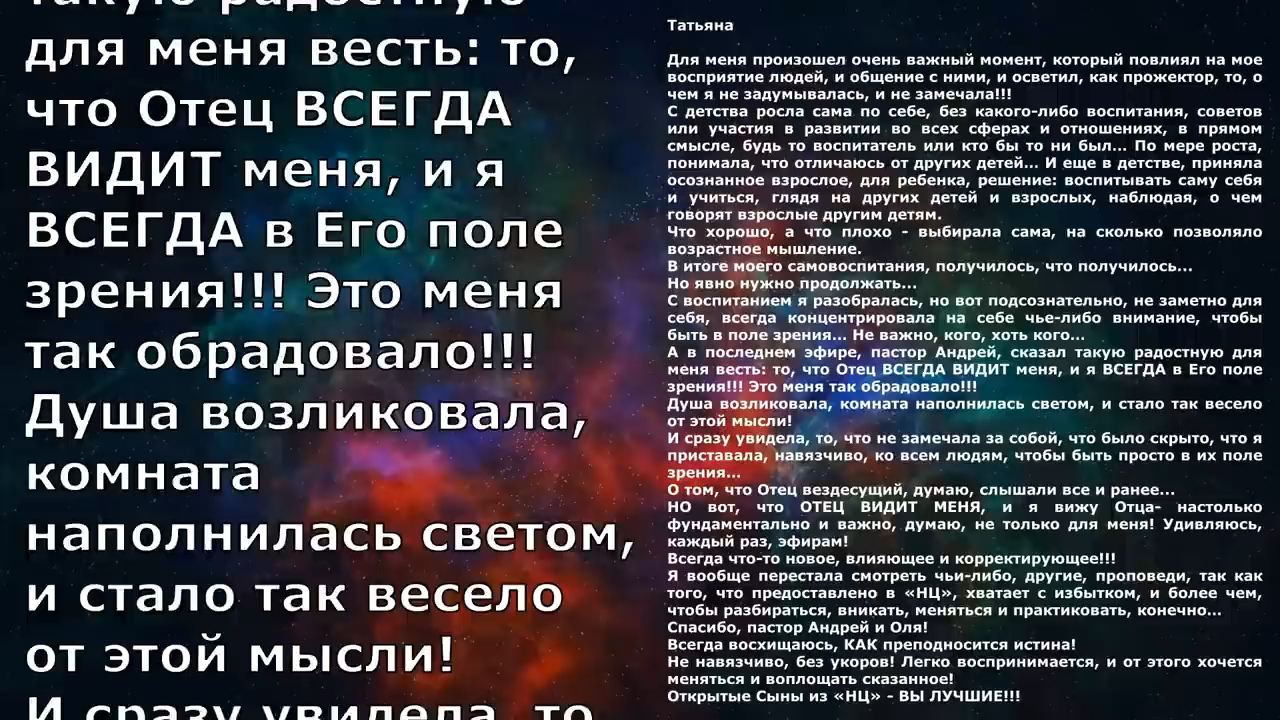 такую радостную
для меня весть: то,
что Отец ВСЕГДА
ВИДИТ меня, и я
ВСЕГДА в Его поле
зрения!!! Это меня
так обрадовало!!!
Душа возликовала,
комната
наполнилась светом,
и стало так весело
от этой мысли!
И сразу увидела, то,
Татьяна
Для меня произошел очень важный момент, который повлиял на мое
восприятие людей, и общение с ними, и осветил, как прожектор, то, о
чем я не задумывалась, и не замечала!!!
С детства росла сама по себе, без какого-либо воспитания, советов
или участия в развитии во всех сферах и отношениях, в прямом
смысле, будь то воспитатель или кто бы то ни был... По мере роста,
понимала, что отличаюсь от других детей... И еще в детстве, приняла
осознанное взрослое, для ребенка, решение: воспитывать саму себя
и учиться, глядя на других детей и взрослых, наблюдая, о чем
говорят взрослые другим детям.
Что хорошо, а что плохо - выбирала сама, на сколько позволяло
возрастное мышление.
В итоге моего самовоспитания, получилось, что получилось...
Но явно нужно продолжать...
С воспитанием я разобралась, но вот подсознательно, не заметно для
себя, всегда концентрировала на себе чье-либо внимание, чтобы
быть в поле зрения... Не важно, кого, хоть кого...
А в последнем эфире, пастор Андрей, сказал такую радостную для
меня весть: то, что Отец ВСЕГДА ВИДИТ меня, и я ВСЕГДА в Его поле
зрения!!! Это меня так обрадовало!!!
Душа возликовала, комната наполнилась светом, и стало так весело
от этой мысли!
И сразу увидела, то, что не замечала за собой, что было скрыто, что я
приставала, навязчиво, ко всем людям, чтобы быть просто в их поле
зрения...
О том, что Отец вездесущий, думаю, слышали все и ранее...
НО вот, что ОТЕЦ ВИДИТ МЕНЯ, и я вижу Отца- настолько
фундаментально и важно, думаю, не только для меня! Удивляюсь,
каждый раз, эфирам!
Всегда что-то новое, влияющее и корректирующее!!!
Я вообще перестала смотреть чьи-либо, другие, проповеди, так как
того, что предоставлено в «НЦ», хватает с избытком, и более чем,
чтобы разбираться, вникать, меняться и практиковать, конечно...
Спасибо, пастор Андрей и Оля!
Всегда восхищаюсь, КАК преподносится истина!
Не навязчиво, без укоров! Легко воспринимается, и от этого хочется
меняться и воплощать сказанное!
Открытые Сыны из «НЦ» - ВЫ ЛУЧШИЕ!!!